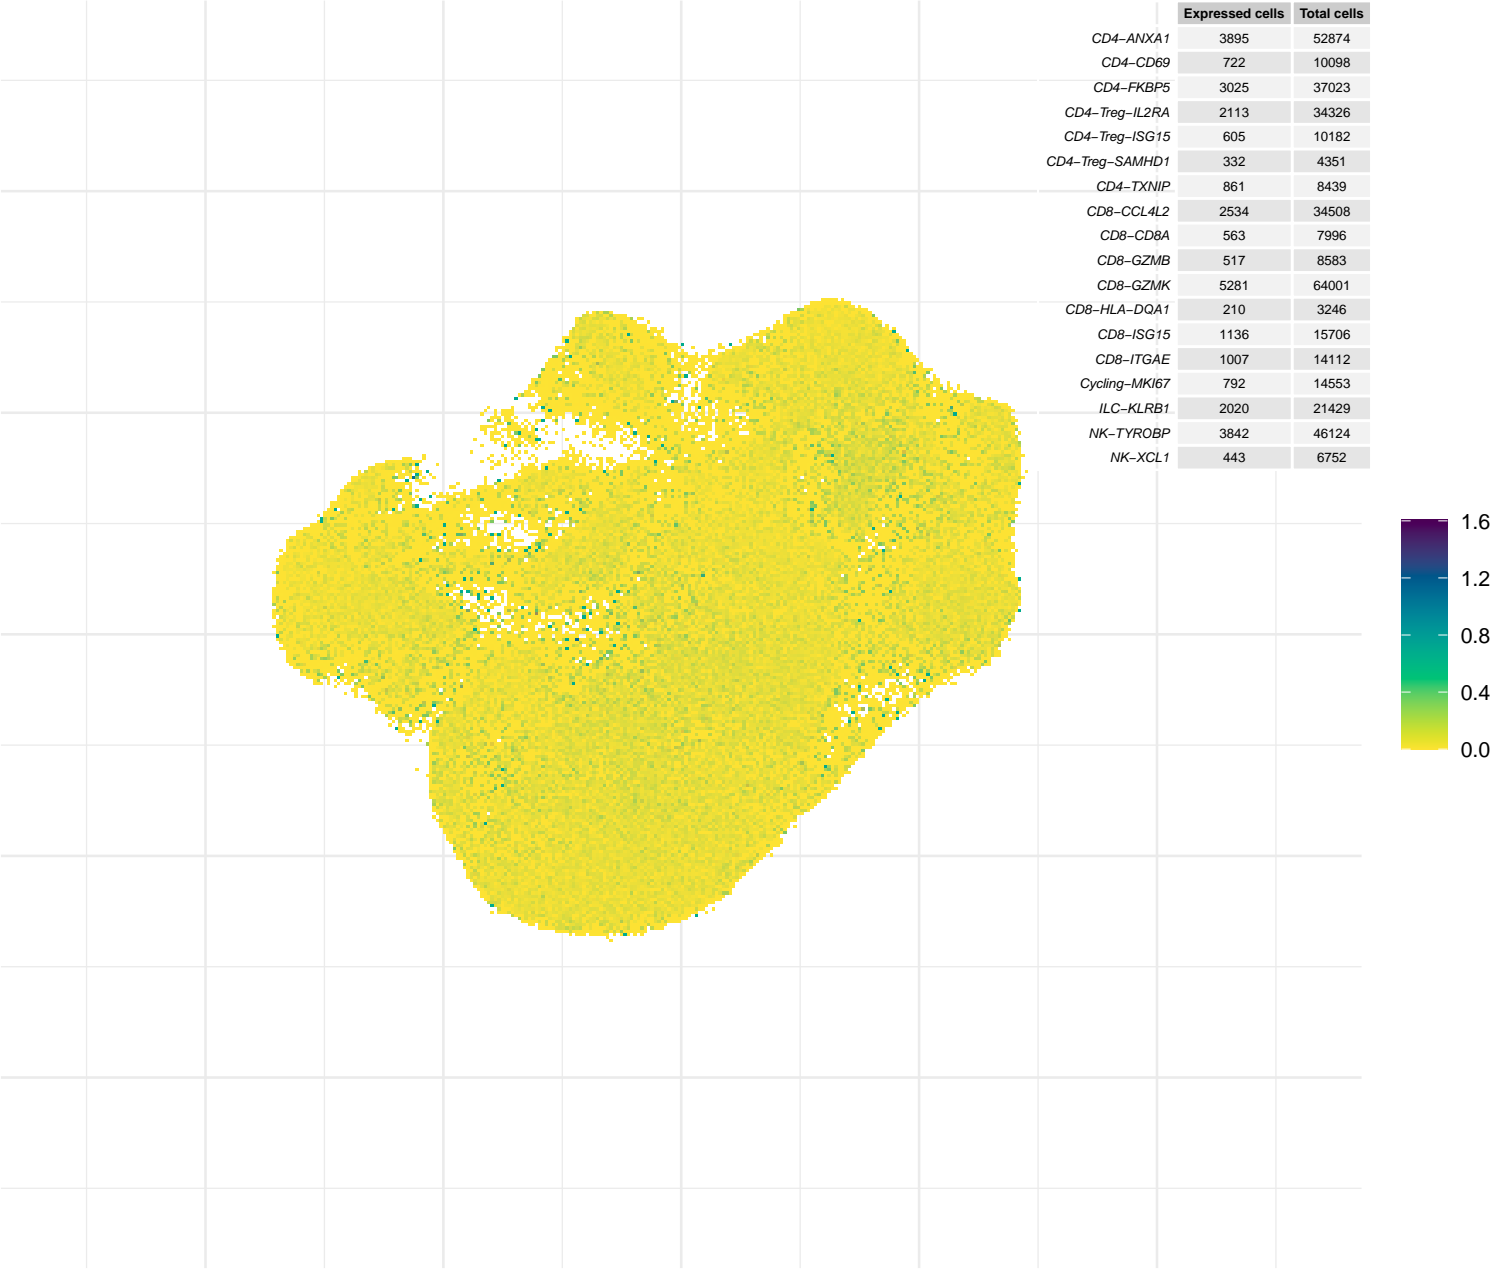 Expressed cells Total cells
CD4−ANXA1 3895 52874
CD4−CD69 722 10098
CD4−FKBP5 3025 37023
CD4−Treg−IL2RA 2113 34326
CD4−Treg−ISG15 605 10182
CD4−Treg−SAMHD1 332 4351
CD4−TXNIP 861 8439
CD8−CCL4L2 2534 34508
CD8−CD8A 563 7996
CD8−GZMB 517 8583
CD8−GZMK 5281 64001
CD8−HLA−DQA1 210 3246
CD8−ISG15 1136 15706
CD8−ITGAE 1007 14112
Cycling−MKI67 792 14553
ILC−KLRB1 2020 21429
NK−TYROBP 3842 46124
NK−XCL1 443 6752
1.6
1.2
0.8
0.4
0.0